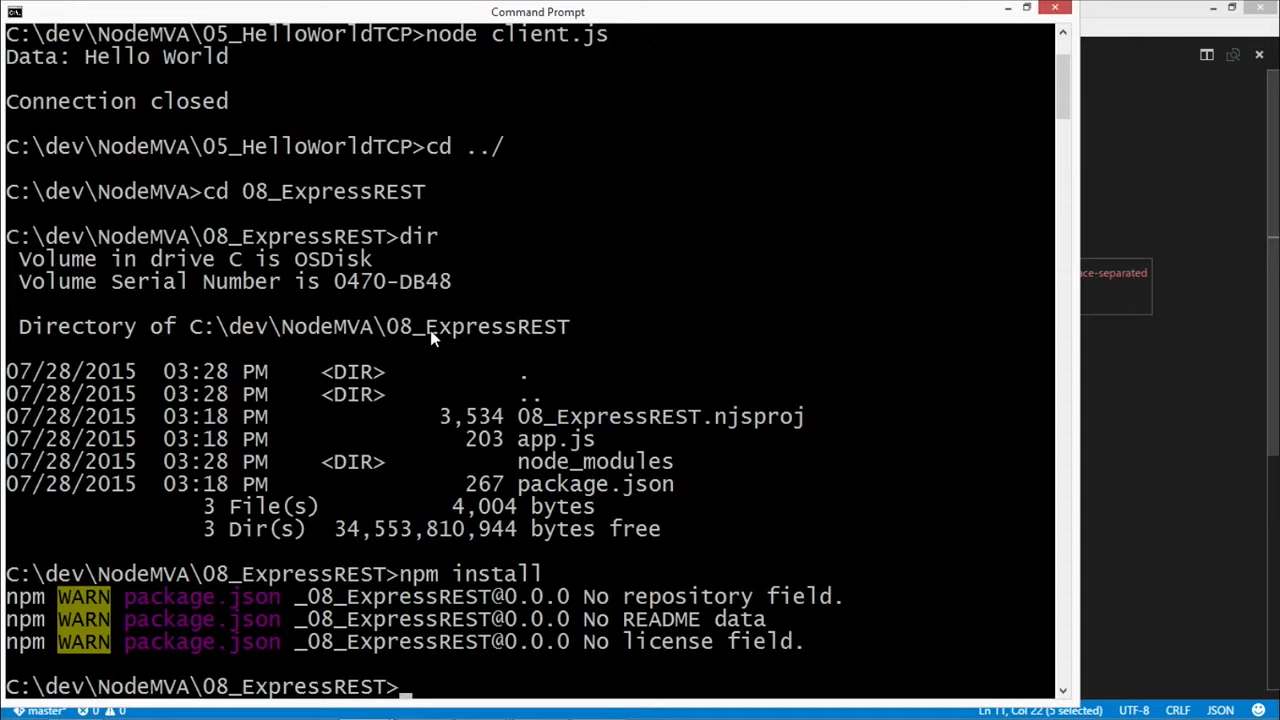 Command Prompt
C:\dev\NodeMVA\05_HelloWorldTCP>node client.js
Data: Hello World
Connection closed
C:\dev\NodeMVA\05_HelloWorldTCP>cd ../
C:\dev\NodeMVA>cd 08_ExpressREST
C:\dev\NodeMVA\08_ExpressREST>dir
Volume in drive C is OSDisk
Volume Serial Number is 0470-DB48
Directory of C:\dev\NodeMVA\08_ExpressREST
07/28/2015 03:28 PM <DIR> .
07/28/2015 03:28 PM <DIR> ..
07/28/2015 03:18 PM 3,534 08_ExpressREST.njsproj
07/28/2015 03:18 PM 203 app.js
07/28/2015 03:28 PM <DIR> node_modules
07/28/2015 03:18 PM 267 package.json
3 File(s) 4,004 bytes
3 Dir(s) 34,553,810,944 bytes free
C:\dev\NodeMVA\08_ExpressREST>npm install
npm WARN package.json _08_ExpressREST@0.0.0 No repository field.
npm WARN package.json _08_ExpressREST@0.0.0 No README data
npm WARN package.json _08_ExpressREST@0.0.0 No license field.
C:\dev\NodeMVA\08_ExpressREST>
ace-separated
master* 0 0 Ln 11, Col 22 (5 selected) UTF-8 CRLF JSON